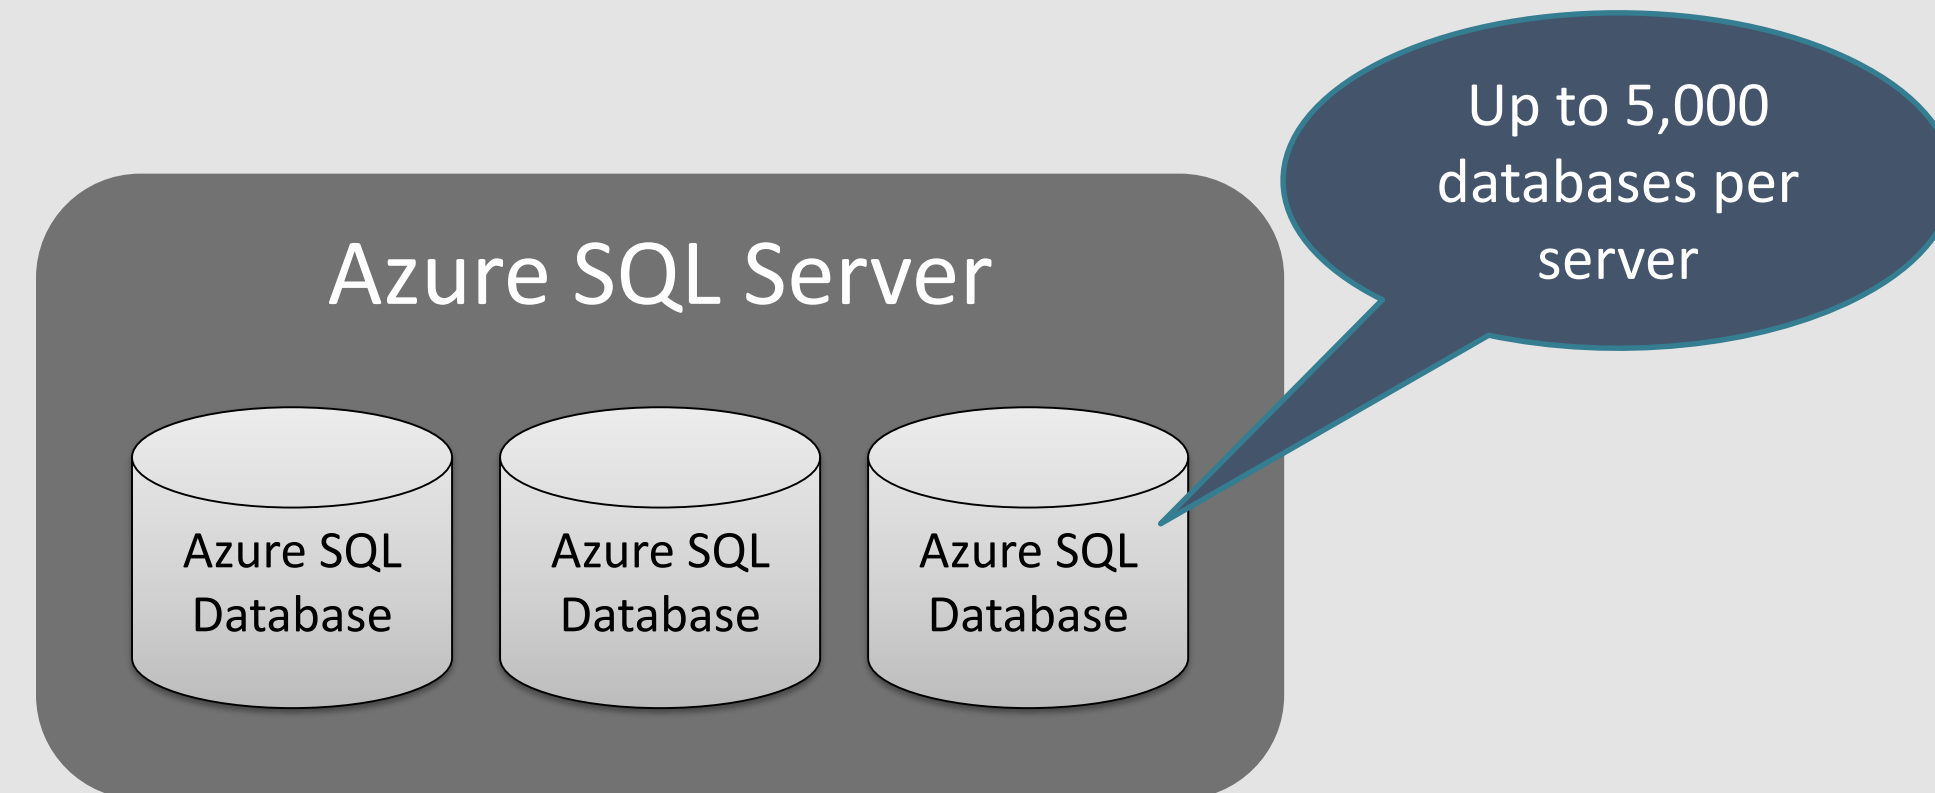 Up to 5,000
databases per
server
Azure SQL Server
Azure SQL
Database
Azure SQL
Database
Azure SQL
Database